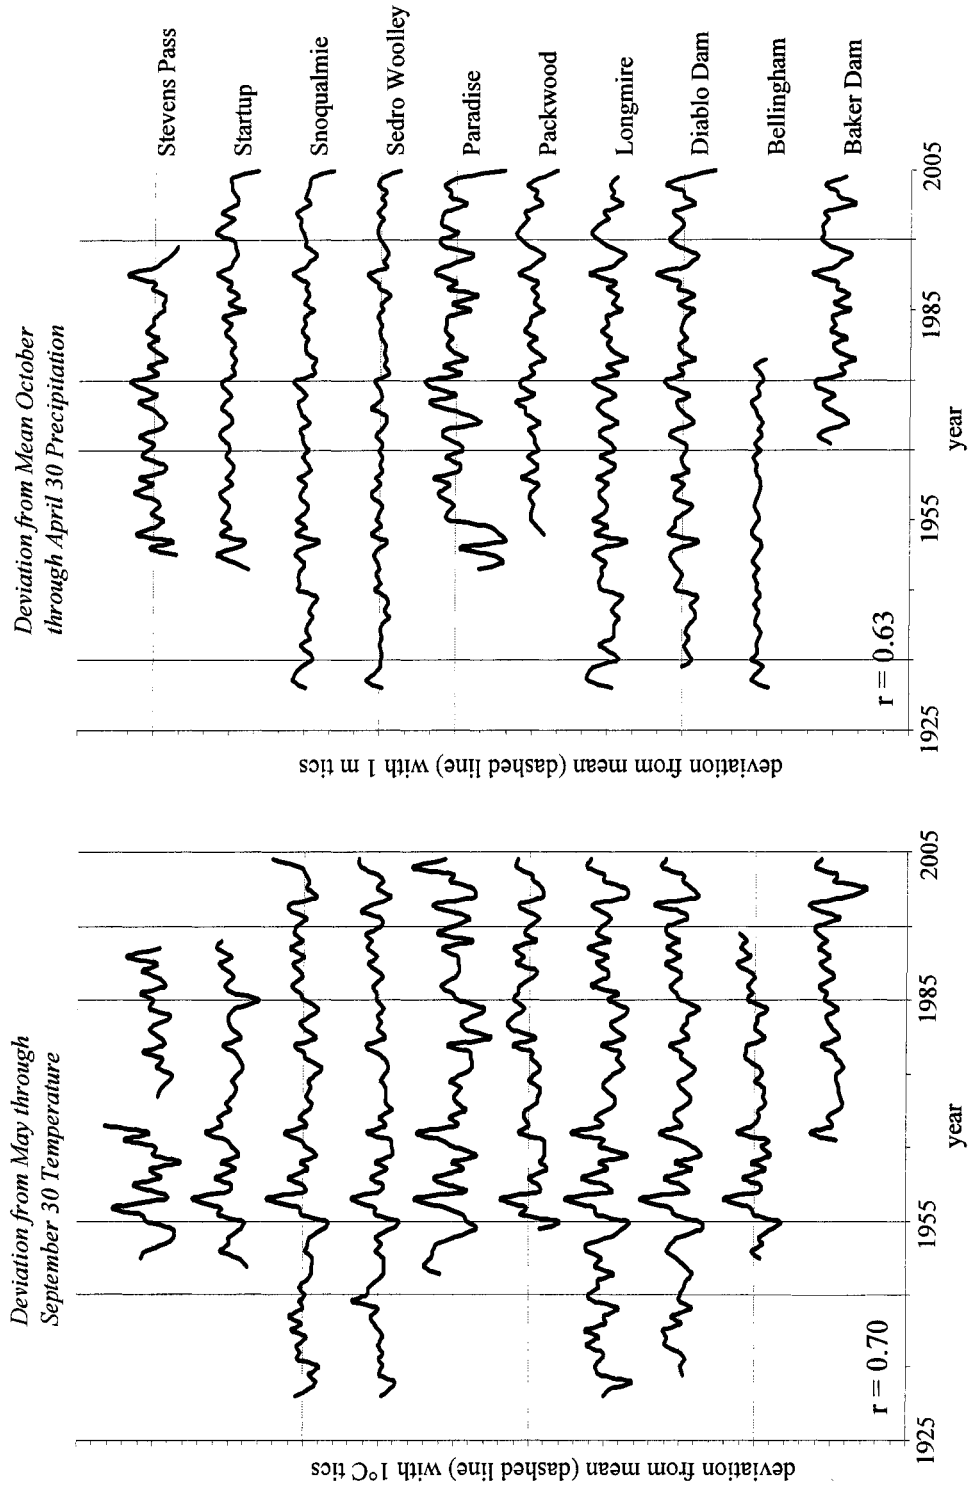 Deviation from May through
September 30 Temperature
deviation from mean (dashed line) with 1°C tics
r = 0.70
1925
1955
1985
2005
year
Deviation from Mean October
through April 30 Precipitation
deviation from mean (dashed line) with 1 m tics
r = 0.63
1925
1955
1985
2005
year
Stevens Pass
Startup
Snoqualmie
Sedro Woolley
Paradise
Packwood
Longmire
Diablo Dam
Bellingham
Baker Dam